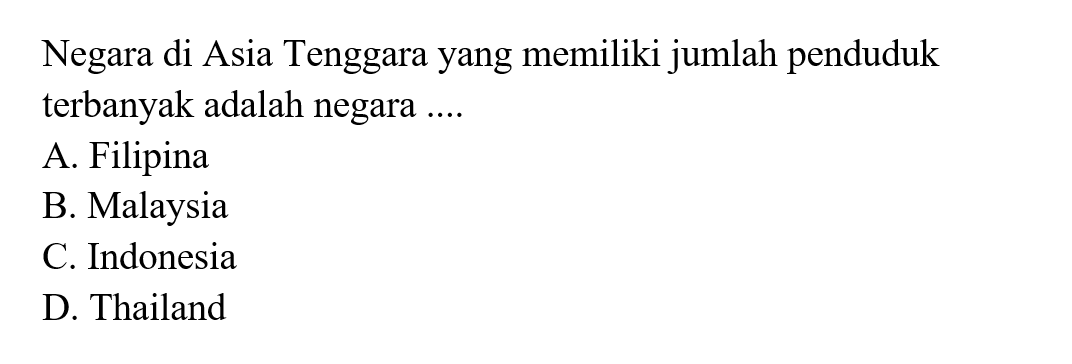 Negara di Asia Tenggara yang memiliki jumlah penduduk
terbanyak adalah negara ....
A. Filipina
B. Malaysia
C. Indonesia
D. Thailand